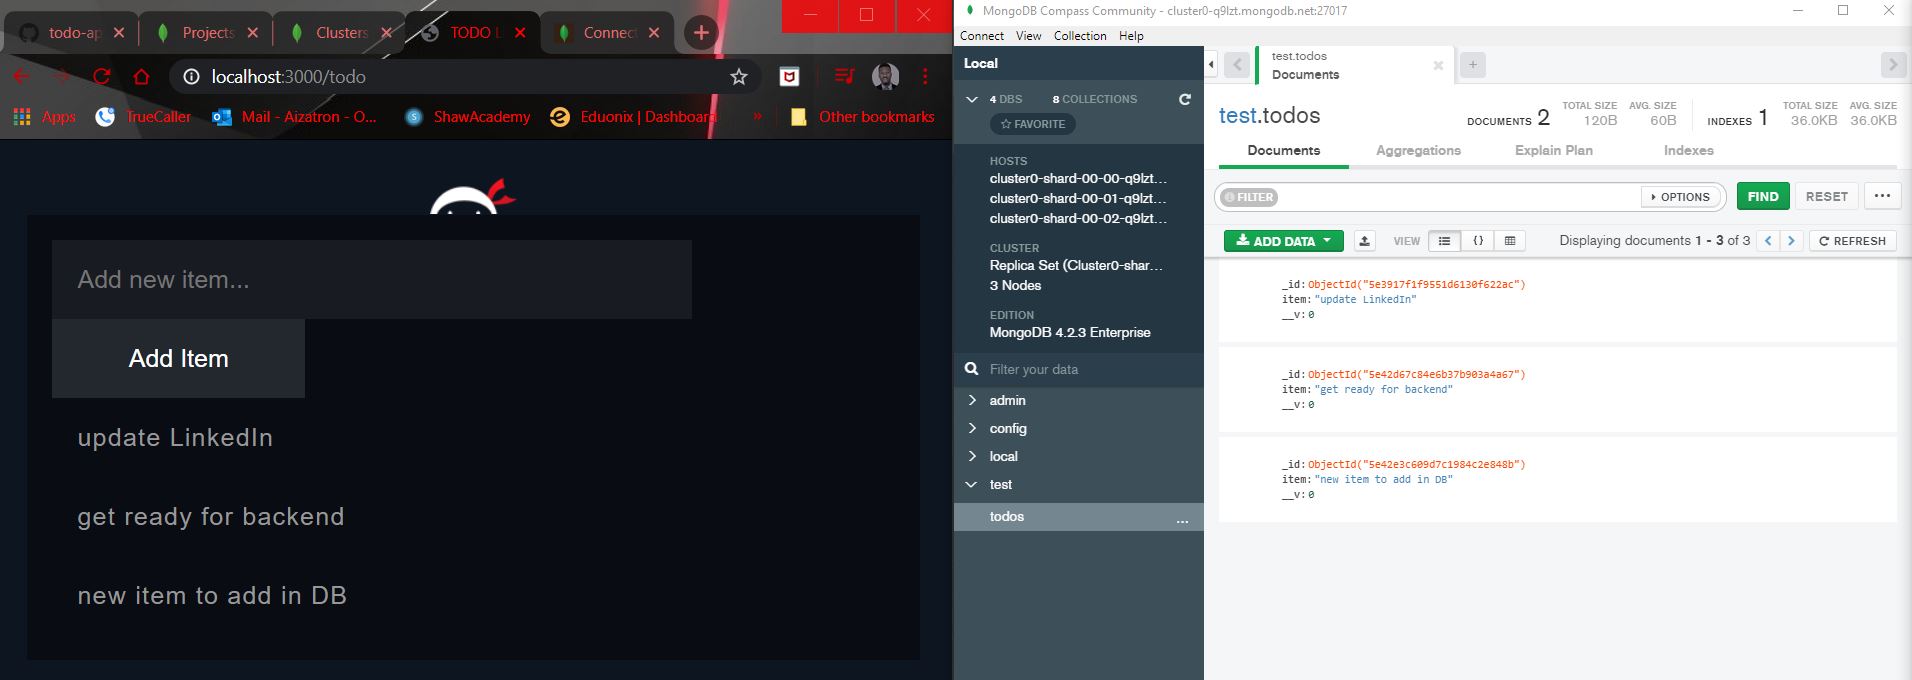 todo-ap
Projects
Clusters
TODO L
Connect
localhost:3000/todo
Apps
TrueCaller
Mail - Aizatron - O...
ShawAcademy
Eduonix | Dashboard
»
Other bookmarks
Add new item...
Add Item
update LinkedIn
get ready for backend
new item to add in DB
MongoDB Compass Community - cluster0-q9lzt.mongodb.net:27017
Connect View Collection Help
Local
4 DBS 8 COLLECTIONS
FAVORITE
HOSTS
cluster0-shard-00-00-q9lzt...
cluster0-shard-00-01-q9lzt...
cluster0-shard-00-02-q9lzt...
CLUSTER
Replica Set (Cluster0-shar...
3 Nodes
EDITION
MongoDB 4.2.3 Enterprise
Filter your data
admin
config
local
test
todos
...
test.todos
Documents
test.todos
DOCUMENTS 2 TOTAL SIZE 120B AVG. SIZE 60B INDEXES 1 TOTAL SIZE 36.0KB AVG. SIZE 36.0KB
Documents Aggregations Explain Plan Indexes
FILTER OPTIONS FIND RESET ...
ADD DATA VIEW {} Displaying documents 1 - 3 of 3 < > REFRESH
_id: ObjectId("5e3917f1f9551d6130f622ac")
item: "update LinkedIn"
__v: 0
_id: ObjectId("5e42d67c84e6b37b903a4a67")
item: "get ready for backend"
__v: 0
_id: ObjectId("5e42e3c609d7c1984c2e848b")
item: "new item to add in DB"
__v: 0